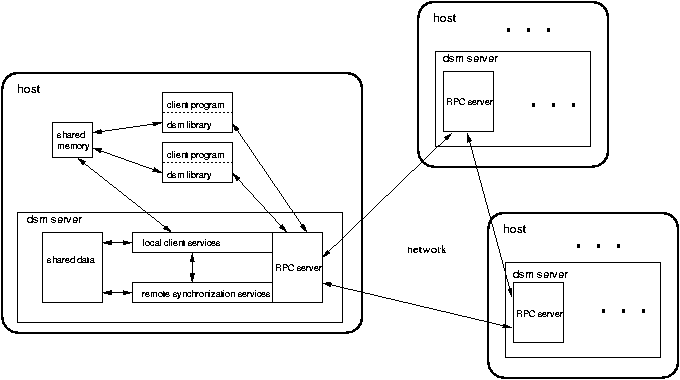 host
. . .
dsm server
RPC server
. . .
host
client program
dsm library
shared
memory
client program
dsm library
dsm server
shared data
local client services
RPC server
remote synchronization services
network
host
. . .
dsm server
RPC server
. . .